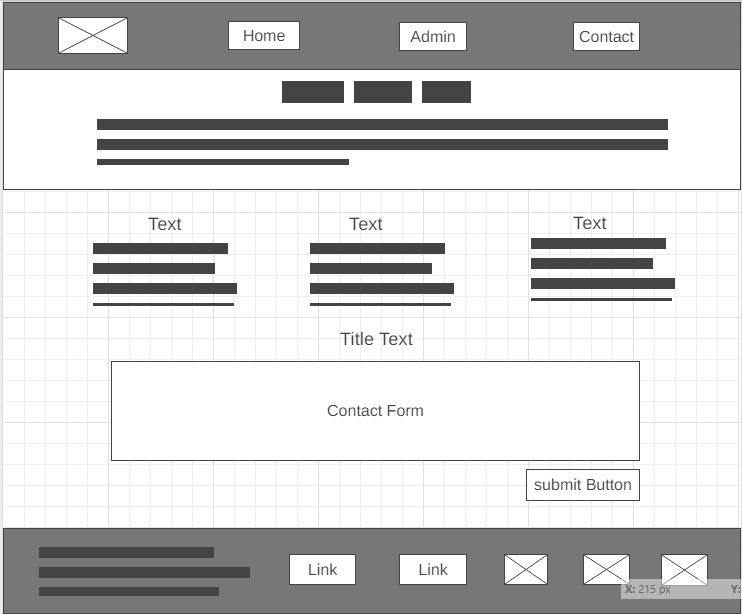 Home
Admin
Contact
Text
Text
Text
Title Text
Contact Form
submit Button
Link
Link
X: 215 px
Y: